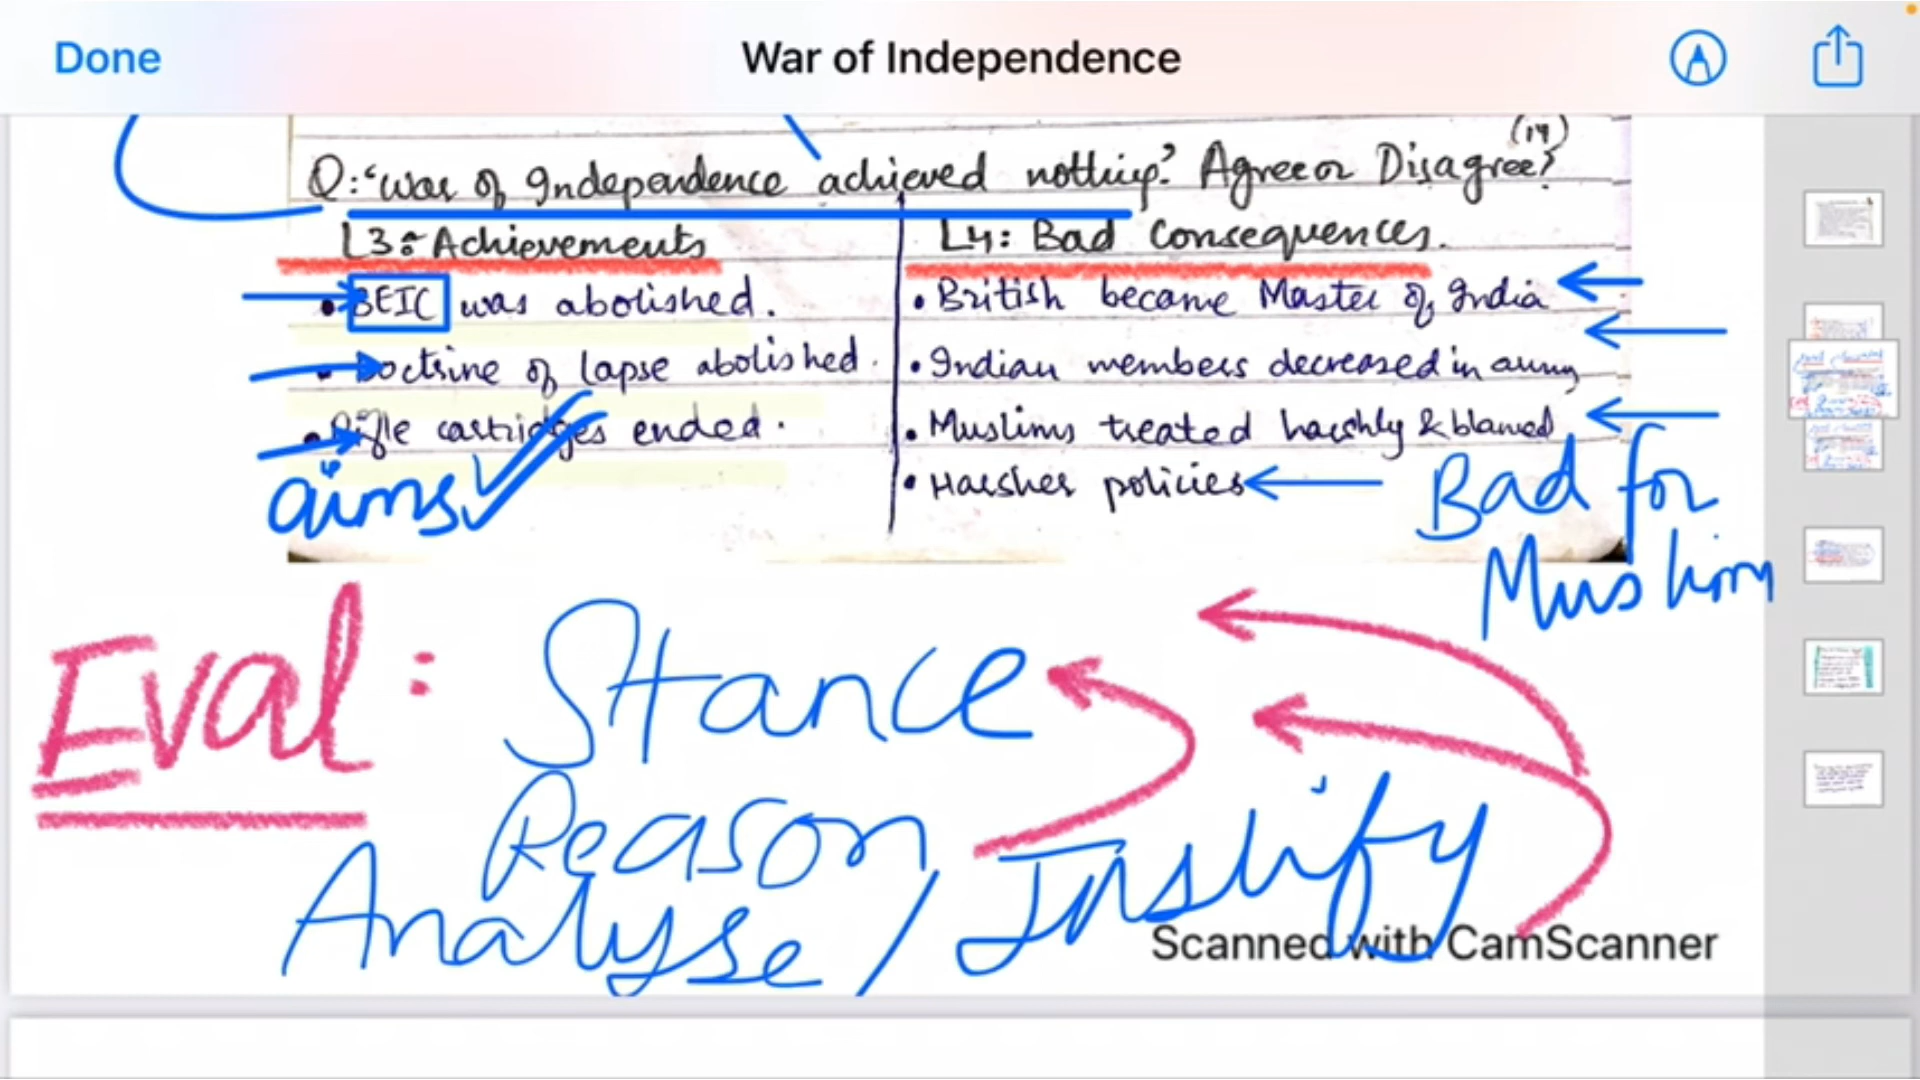 Done
War of Independence
(14)
Q: 'War of Independence achieved nothing.' Agree or Disagree?
L3: Achievements
• BEIC was abolished.
• Doctrine of lapse abolished.
• Rifle cartridges ended.
aims
L4: Bad Consequences.
• British became Master of India
• Indian members decreased in army
• Muslims treated harshly & blamed
• Harsher policies
Bad for
Muslim
Eval: Stance
Reason
Analyse / Justify
Scanned with CamScanner